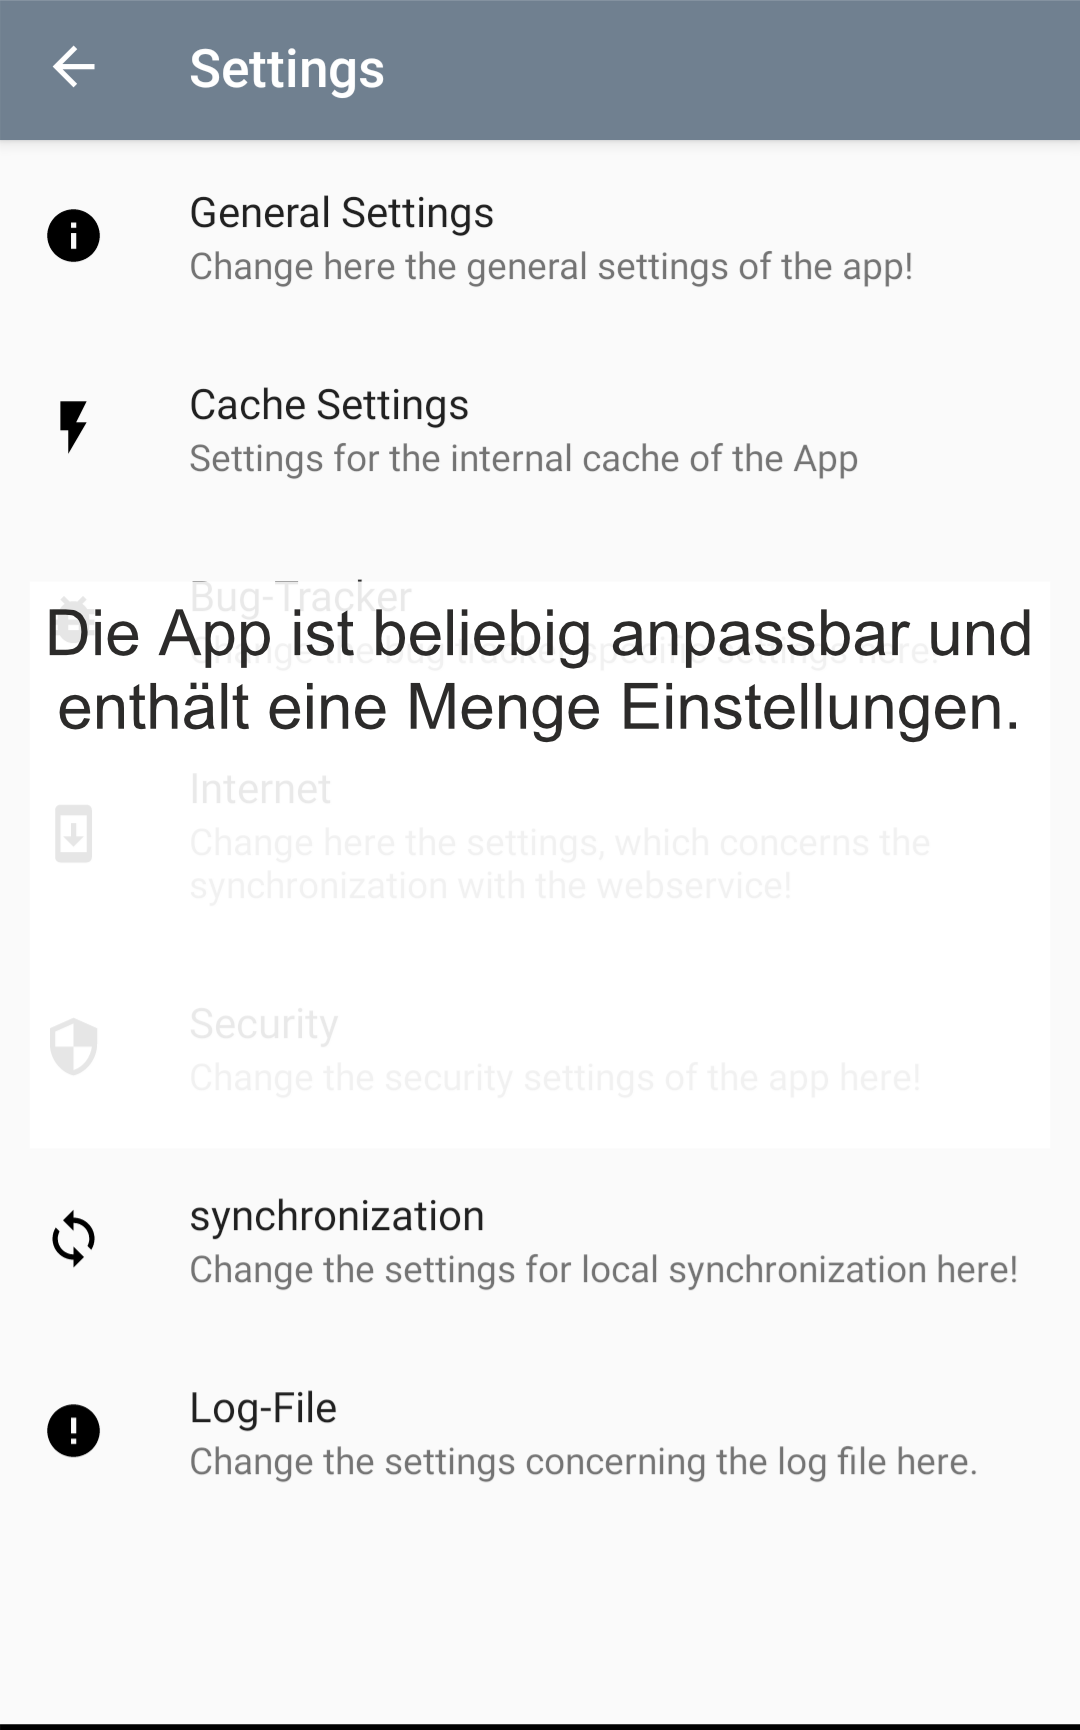 Settings
General Settings
Change here the general settings of the app!
Cache Settings
Settings for the internal cache of the App
Bug-Tracker
Change the bug tracker specific settings here!
Die App ist beliebig anpassbar und
enthält eine Menge Einstellungen.
Internet
Change here the settings, which concerns the
synchronization with the webservice!
Security
Change the security settings of the app here!
synchronization
Change the settings for local synchronization here!
Log-File
Change the settings concerning the log file here.